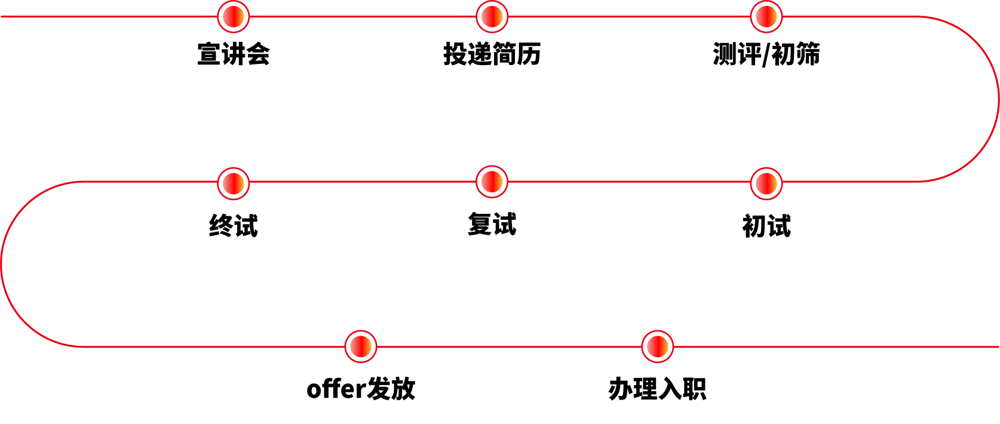 宣讲会
投递简历
测评/初筛
初试
复试
终试
offer发放
办理入职